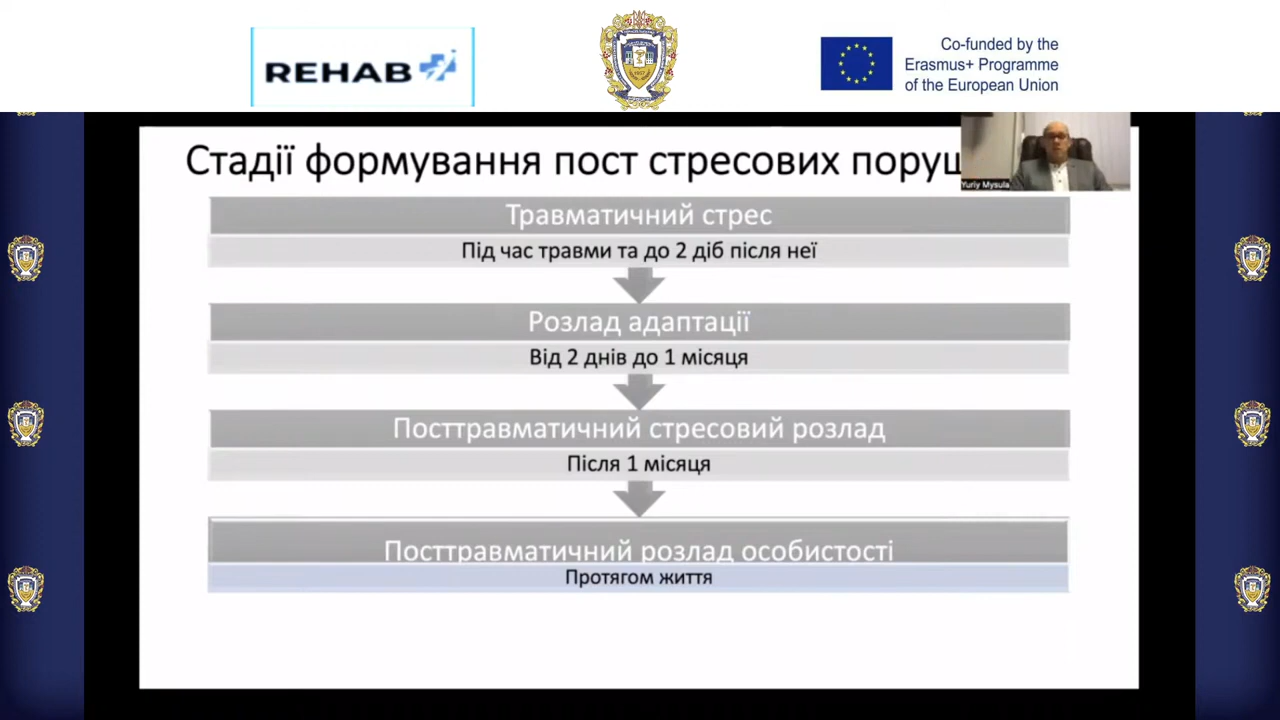 REHAB
Co-funded by the
Erasmus+ Programme
of the European Union
Стадії формування пост стресових
Yuriy Mysula
Травматичний стрес
Під час травми та до 2 діб після неї
Розлад адаптації
Від 2 днів до 1 місяця
Посттравматичний стресовий розлад
Після 1 місяця
Посттравматичний розлад особистості
Протягом життя